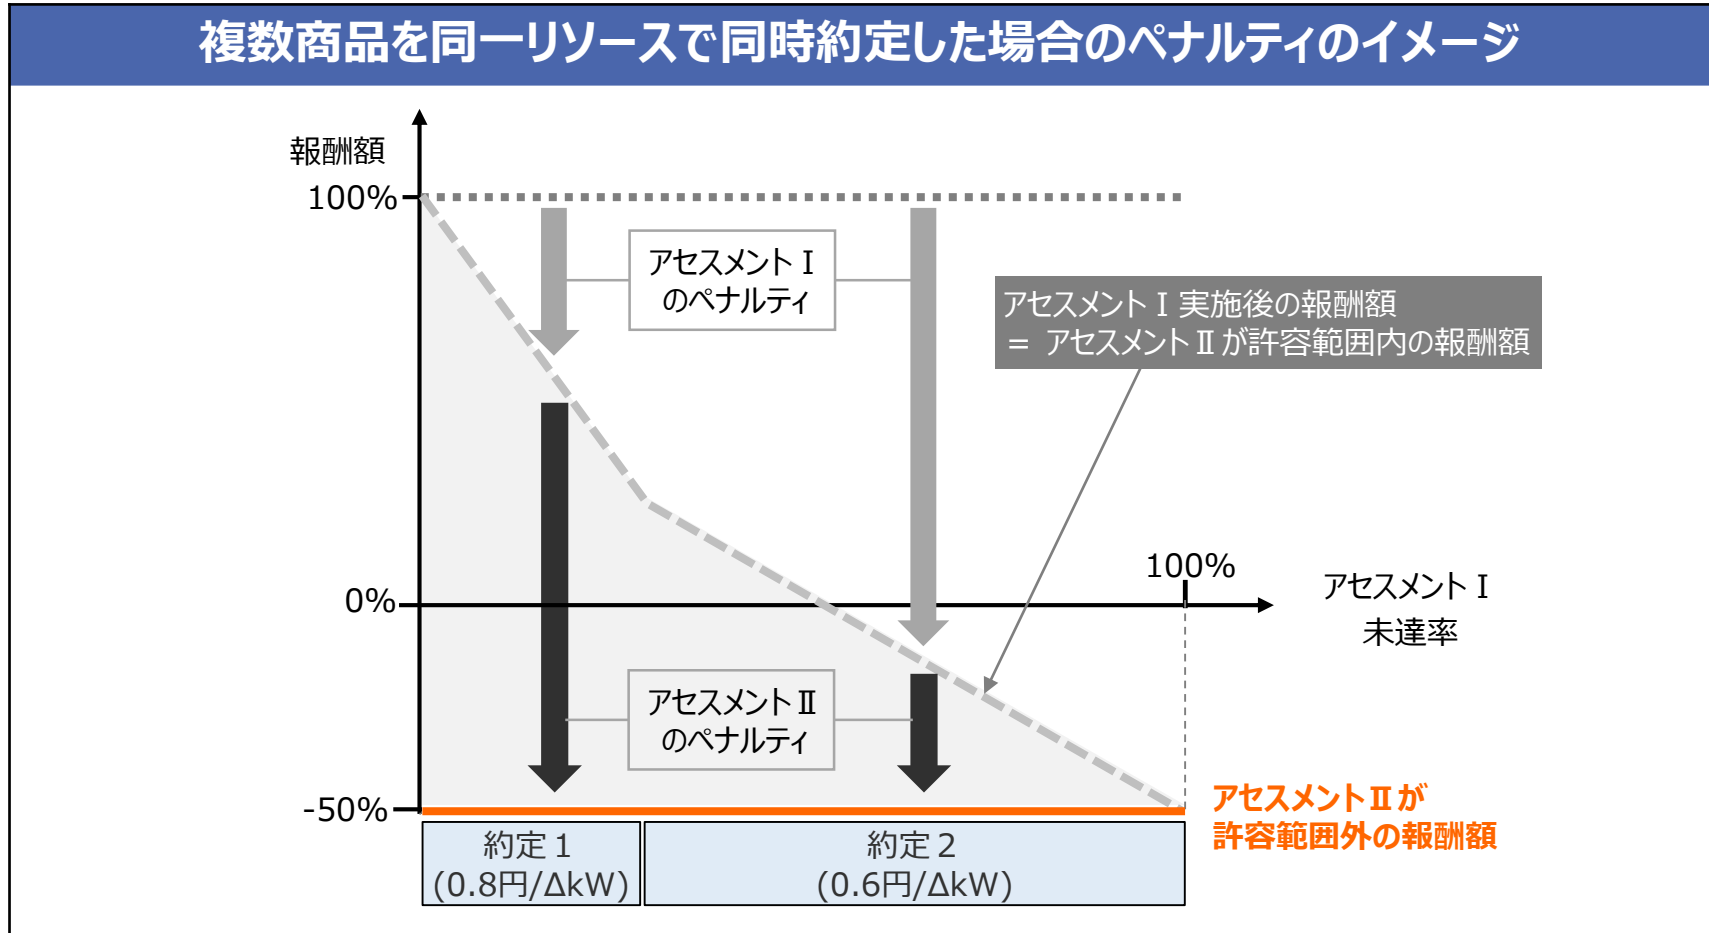 複数商品を同一リソースで同時約定した場合のペナルティのイメージ
報酬額
100%
アセスメントⅠ
のペナルティ
アセスメントⅠ実施後の報酬額
= アセスメントⅡが許容範囲内の報酬額
100%
0%
アセスメントⅠ
未達率
アセスメントⅡ
のペナルティ
-50%
アセスメントⅡが
許容範囲外の報酬額
約定1
(0.8円/ΔkW)
約定2
(0.6円/ΔkW)